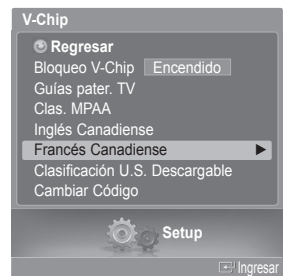 V-Chip
Regresar
Bloqueo V-Chip Encendido
Guías pater. TV
Clas. MPAA
Inglés Canadiense
Francés Canadiense
Clasificación U.S. Descargable
Cambiar Código
Setup
Ingresar